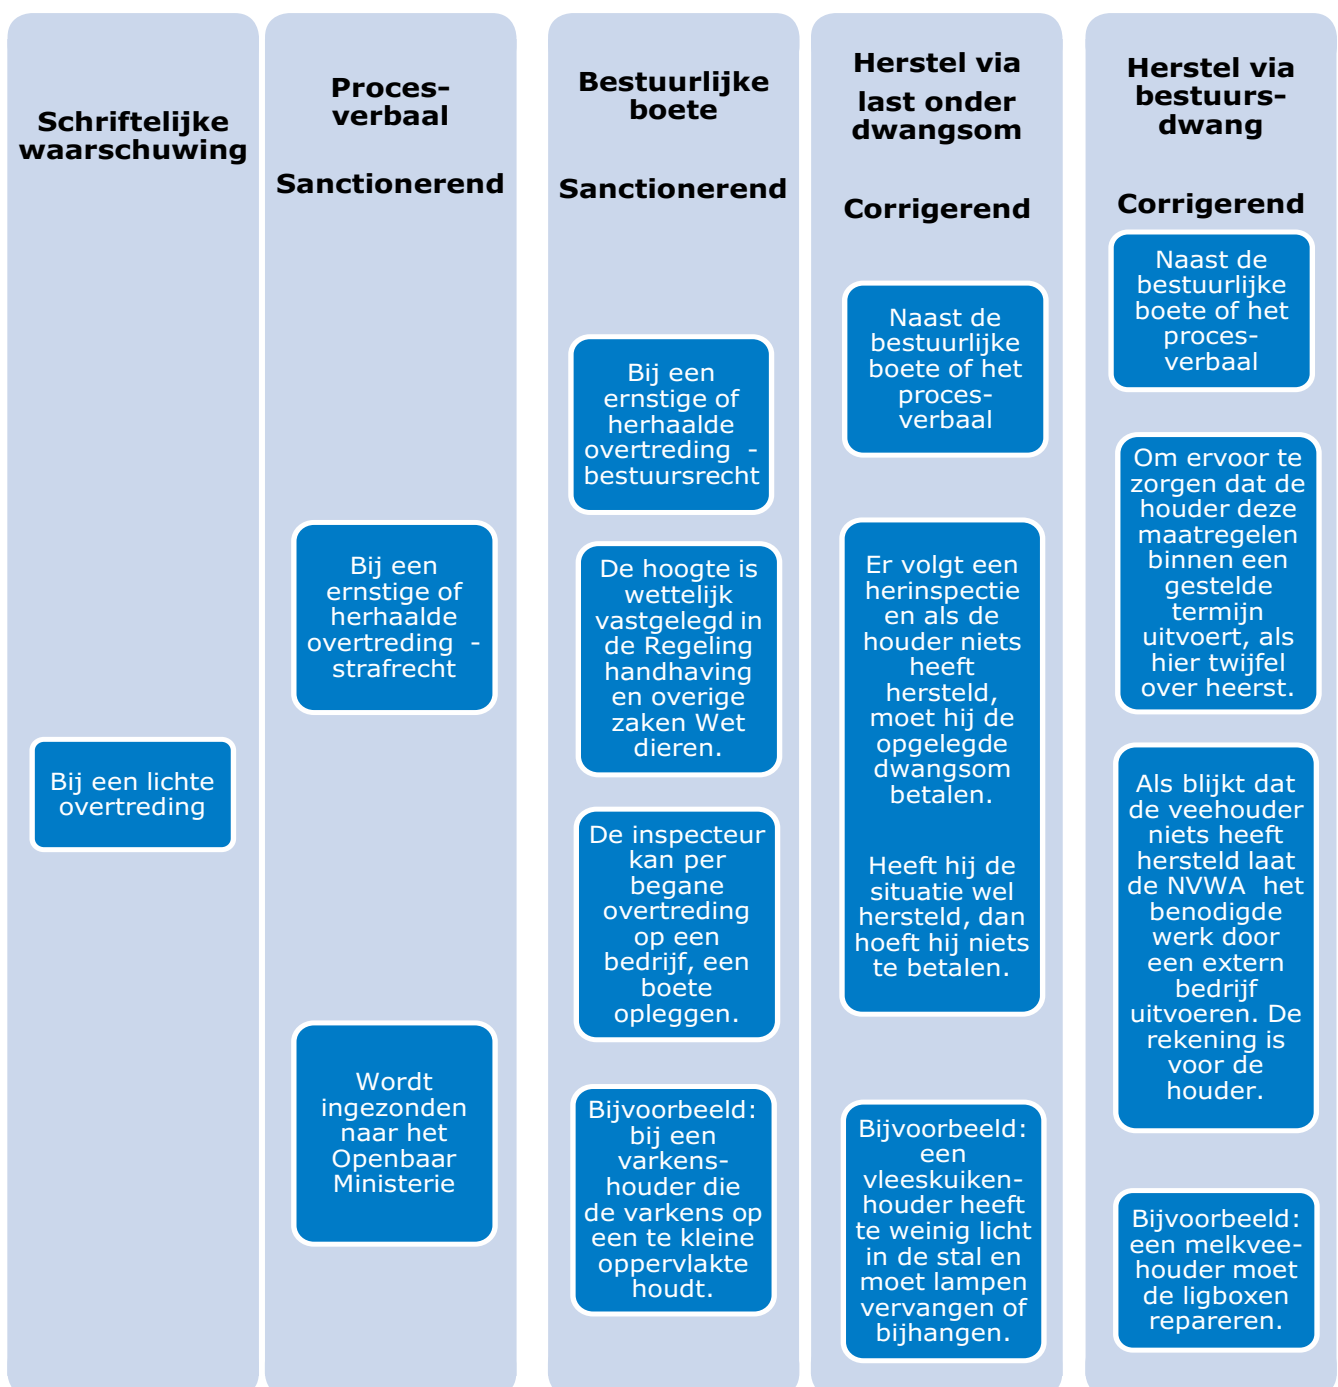 Schriftelijke
waarschuwing
Bij een lichte
overtreding
Proces-
verbaal
Sanctionerend
Bij een
ernstige of
herhaalde
overtreding -
strafrecht
Wordt
ingezonden
naar het
Openbaar
Ministerie
Bestuurlijke
boete
Sanctionerend
Bij een
ernstige of
herhaalde
overtreding -
bestuursrecht
De hoogte is
wettelijk
vastgelegd in
de Regeling
handhaving
en overige
zaken Wet
dieren.
De inspecteur
kan per
begane
overtreding
op een
bedrijf, een
boete
opleggen.
Bijvoorbeeld:
bij een
varkens-
houder die
de varkens op
een te kleine
oppervlakte
houdt.
Herstel via
last onder
dwangsom
Corrigerend
Naast de
bestuurlijke
boete of het
proces-
verbaal
Er volgt een
herinspectie
en als de
houder niets
heeft
hersteld,
moet hij de
opgelegde
dwangsom
betalen.
Heeft hij de
situatie wel
hersteld, dan
hoeft hij niets
te betalen.
Bijvoorbeeld:
een
vleeskuiken-
houder heeft
te weinig licht
in de stal en
moet lampen
vervangen of
bijhangen.
Herstel via
bestuurs-
dwang
Corrigerend
Naast de
bestuurlijke
boete of het
proces-
verbaal
Om ervoor te
zorgen dat de
houder deze
maatregelen
binnen een
gestelde
termijn
uitvoert, als
hier twijfel
over heerst.
Als blijkt dat
de veehouder
niets heeft
hersteld laat
de NVWA het
benodigde
werk door
een extern
bedrijf
uitvoeren. De
rekening is
voor de
houder.
Bijvoorbeeld:
een melkvee-
houder moet
de ligboxen
repareren.